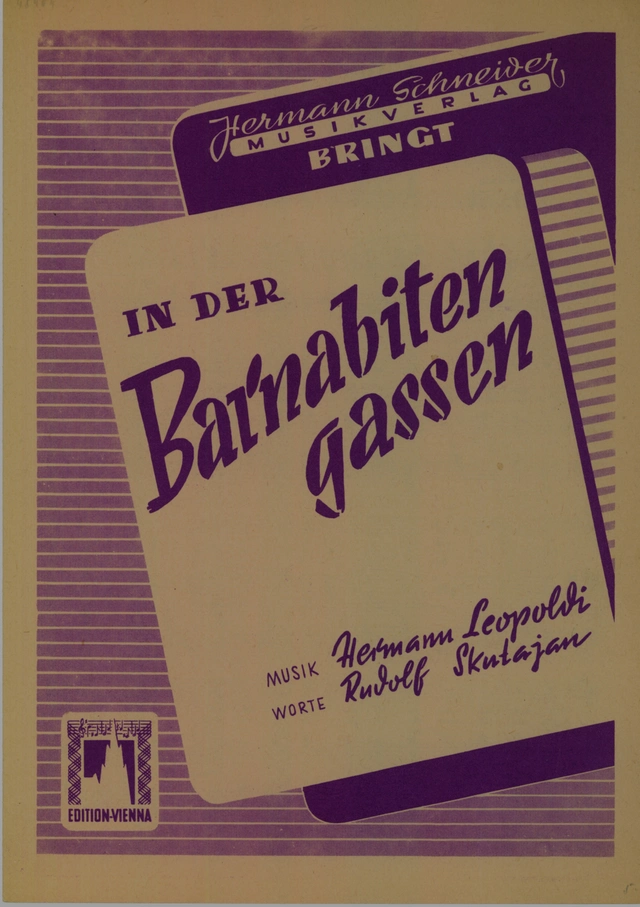 Hermann Schneider
MUSIKVERLAG
BRINGT
IN DER
Barnabiten
gassen
MUSIK Hermann Leopoldi
WORTE Rudolf Skutajan
EDITION-VIENNA